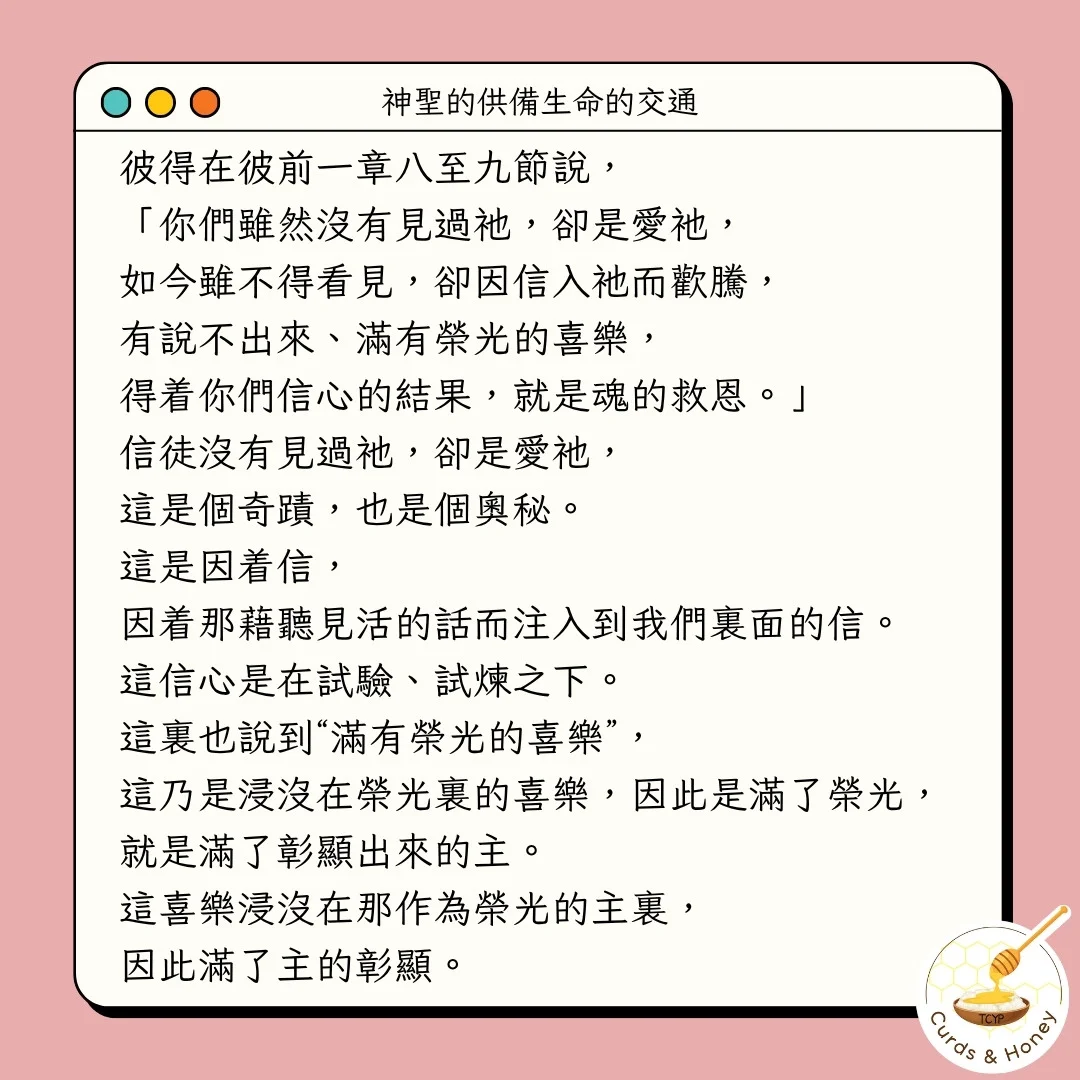 神聖的供備生命的交通
彼得在彼前一章八至九節說，
「你們雖然沒有見過祂，卻是愛祂，
如今雖不得看見，卻因信入祂而歡騰，
有說不出來、滿有榮光的喜樂，
得着你們信心的結果，就是魂的救恩。」
信徒沒有見過祂，卻是愛祂，
這是個奇蹟，也是個奧秘。
這是因着信，
因着那藉聽見活的話而注入到我們裏面的信。
這信心是在試驗、試煉之下。
這裏也說到“滿有榮光的喜樂”，
這乃是浸沒在榮光裏的喜樂，因此是滿了榮光，
就是滿了彰顯出來的主。
這喜樂浸沒在那作為榮光的主裏，
因此滿了主的彰顯。
TCYP
Curds & Honey